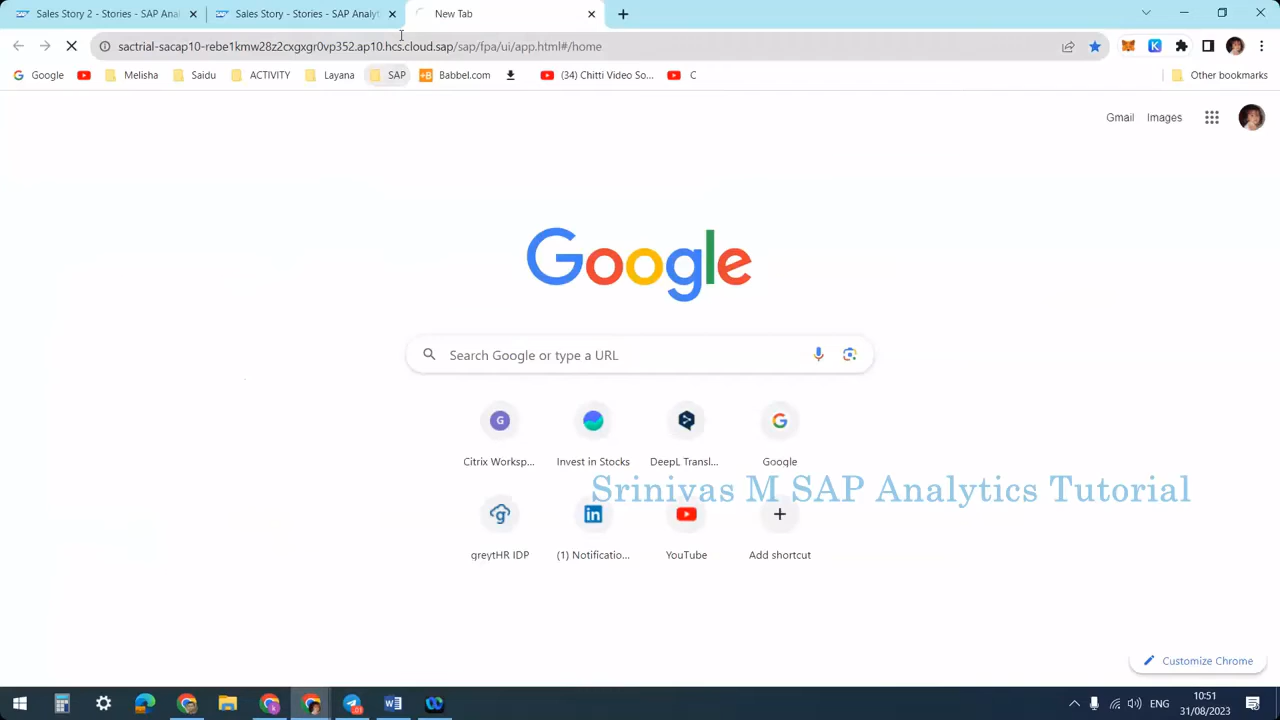 Sales Story 2 - Stories - SAP Anal
Sales Story - Stories - SAP Analyt
New Tab
sactrial-sacap10-rebe1kmw28z2cxgxgr0vp352.ap10.hcs.cloud.sap/sap/fpa/ui/app.html#/home
Google
Melisha
Saidu
ACTIVITY
Layana
SAP
+B Babbel.com
(34) Chitti Video So...
C
Other bookmarks
Gmail
Images
Google
Search Google or type a URL
G
Citrix Worksp...
Invest in Stocks
DeepL Transl...
Google
Srinivas M SAP Analytics Tutorial
greytHR IDP
(1) Notificatio...
YouTube
Add shortcut
Customize Chrome
ENG
10:51
31/08/2023